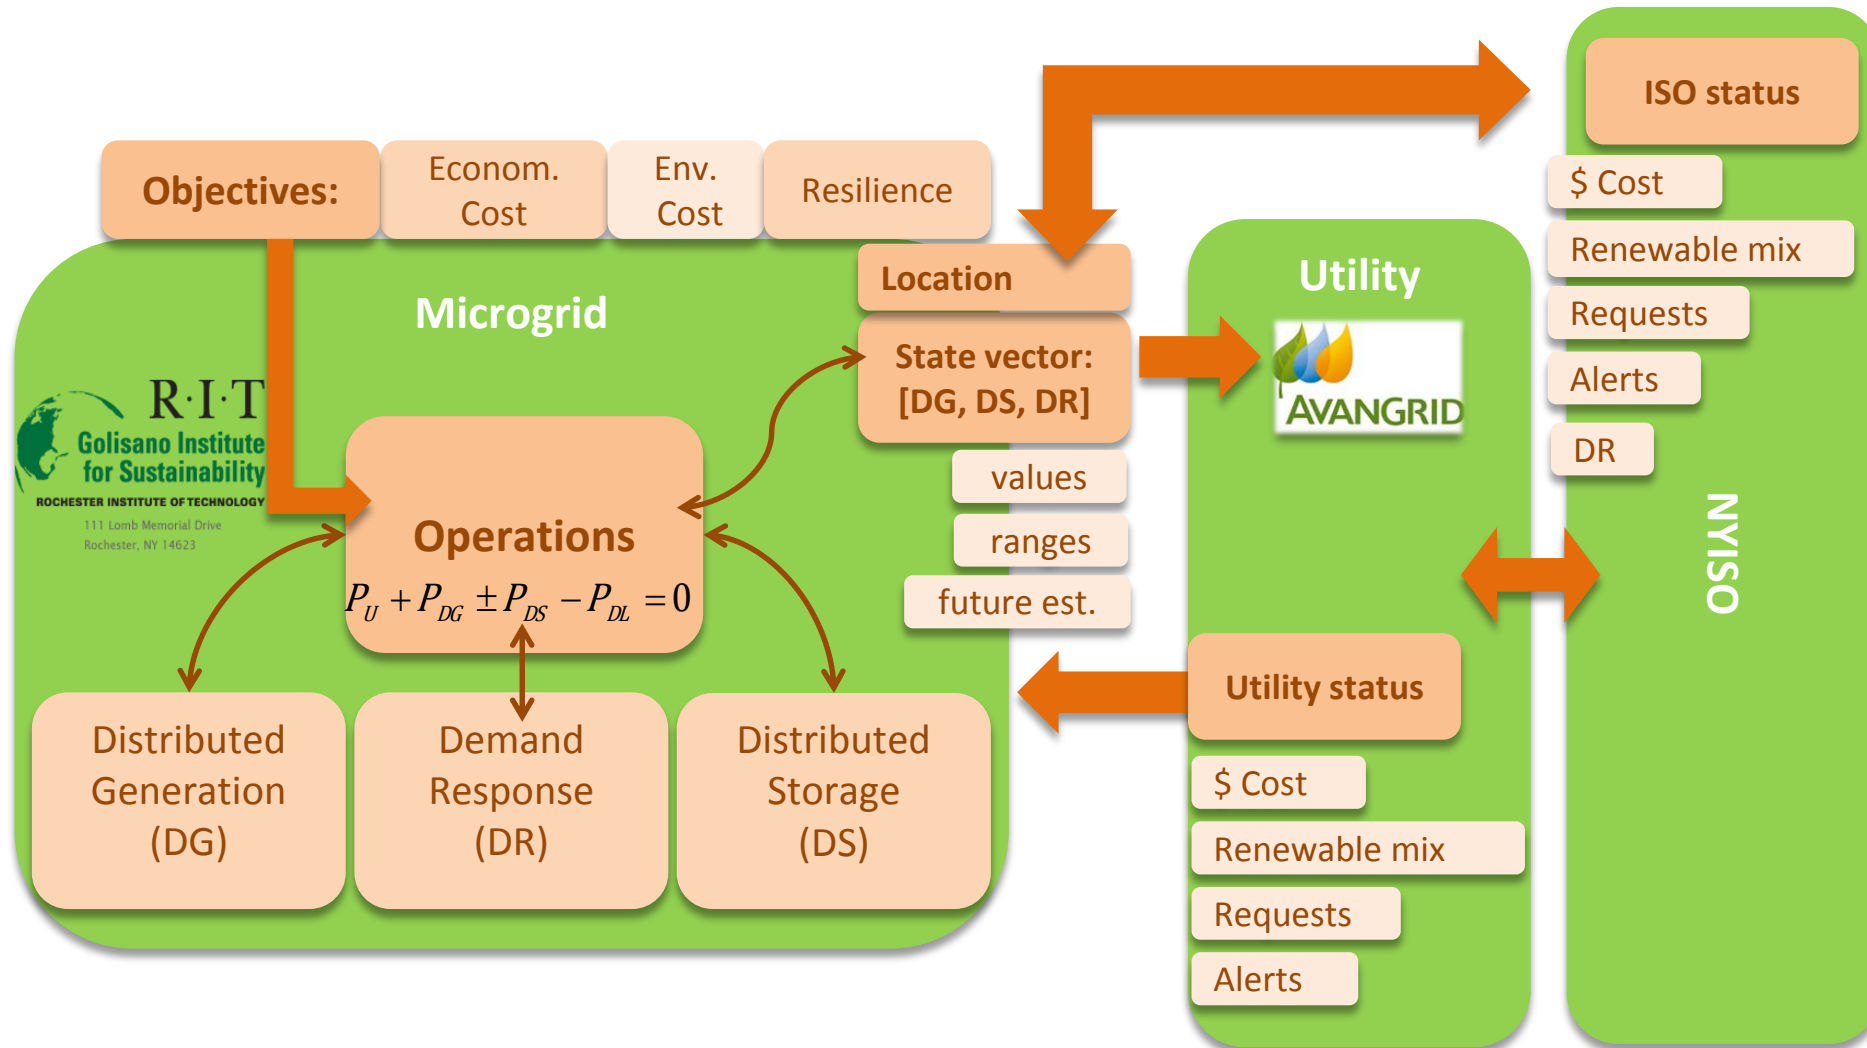 Objectives:
Econom.
Cost
Env.
Cost
Resilience
Microgrid
R·I·T
Golisano Institute
for Sustainability
ROCHESTER INSTITUTE OF TECHNOLOGY
111 Lomb Memorial Drive
Rochester, NY 14623
Operations
P_U + P_DG ± P_DS − P_DL = 0
Distributed
Generation
(DG)
Demand
Response
(DR)
Distributed
Storage
(DS)
Location
State vector:
[DG, DS, DR]
values
ranges
future est.
Utility
AVANGRID
Utility status
$ Cost
Renewable mix
Requests
Alerts
ISO status
$ Cost
Renewable mix
Requests
Alerts
DR
NYISO